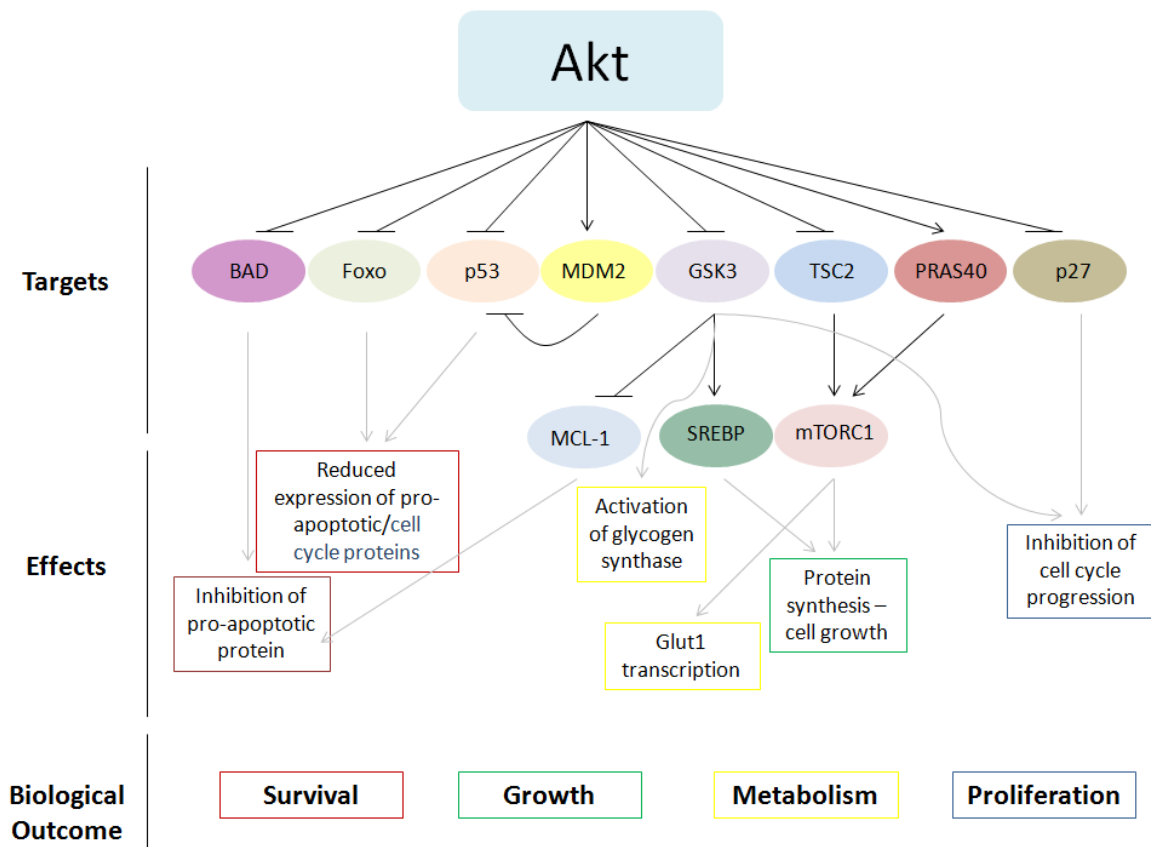 Akt
Targets
BAD
Foxo
p53
MDM2
GSK3
TSC2
PRAS40
p27
MCL-1
SREBP
mTORC1
Effects
Reduced
expression of pro-
apoptotic/cell
cycle proteins
Inhibition of
pro-apoptotic
protein
Activation
of glycogen
synthase
Glut1
transcription
Protein
synthesis –
cell growth
Inhibition of
cell cycle
progression
Biological
Outcome
Survival
Growth
Metabolism
Proliferation